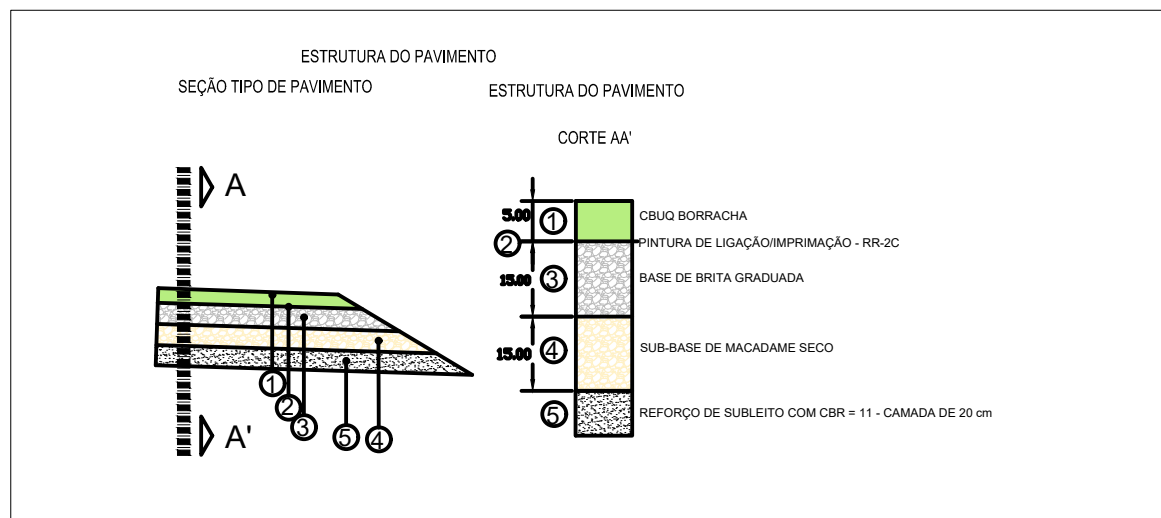 ESTRUTURA DO PAVIMENTO
SEÇÃO TIPO DE PAVIMENTO
ESTRUTURA DO PAVIMENTO
CORTE AA'
A
A'
1
2
3
5
4
5.00
1
CBUQ BORRACHA
2
PINTURA DE LIGAÇÃO/IMPRIMAÇÃO - RR-2C
15.00
3
BASE DE BRITA GRADUADA
15.00
4
SUB-BASE DE MACADAME SECO
5
REFORÇO DE SUBLEITO COM CBR = 11 - CAMADA DE 20 cm